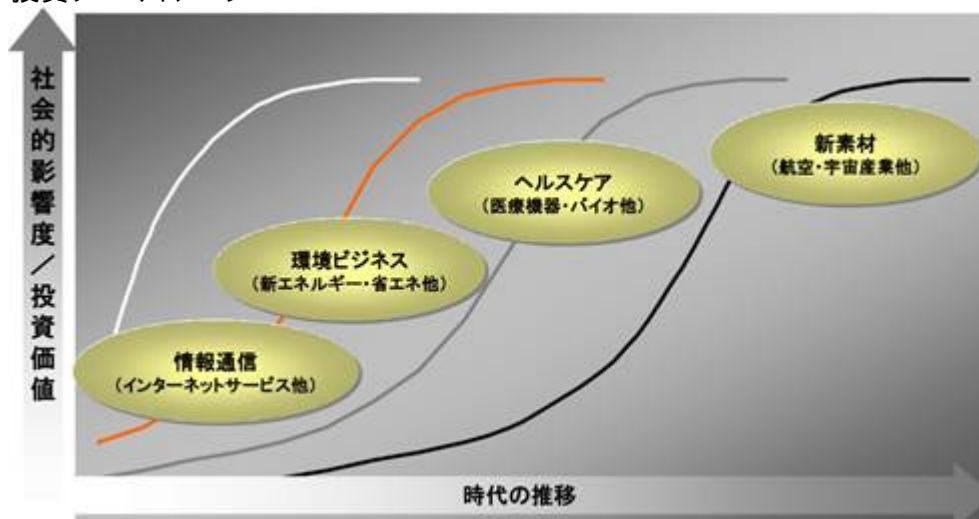 社会的影響度／投資価値
新素材
（航空・宇宙産業他）
ヘルスケア
（医療機器・バイオ他）
環境ビジネス
（新エネルギー・省エネ他）
情報通信
（インターネットサービス他）
時代の推移